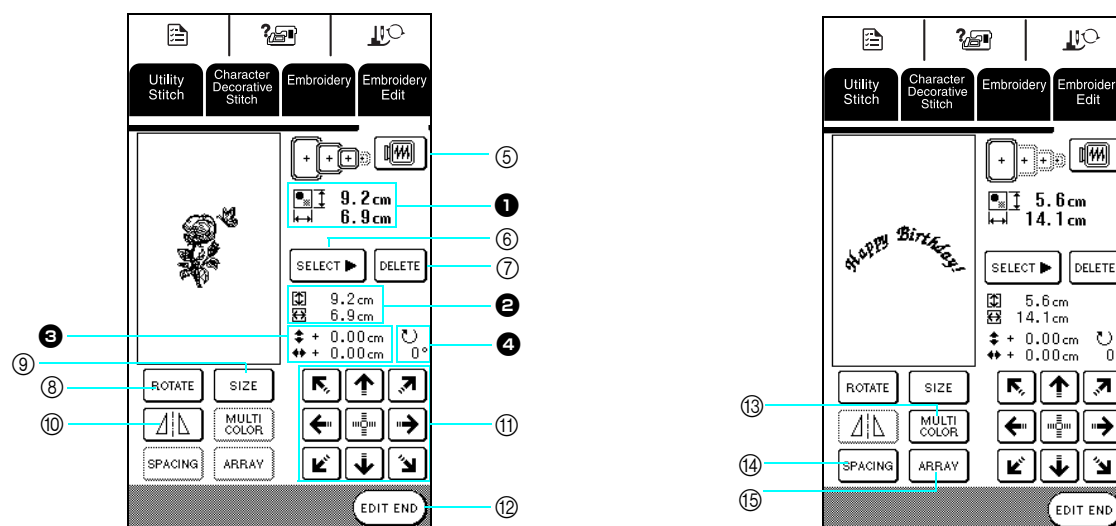 Utility
Stitch
Character
Decorative
Stitch
Embroidery
Embroidery
Edit
⑤
9.2cm
6.9cm
❶
⑥
SELECT ▶
DELETE
⑦
9.2cm
6.9cm
❷
❸
+ 0.00cm
+ 0.00cm
0°
❹
⑨
⑧
ROTATE
SIZE
⑩
MULTI
COLOR
⑪
SPACING
ARRAY
EDIT END
⑫
Utility
Stitch
Character
Decorative
Stitch
Embroidery
Embroider
Edit
5.6cm
14.1cm
Happy Birthday!
SELECT ▶
DELETE
5.6cm
14.1cm
+ 0.00cm
+ 0.00cm
0
ROTATE
SIZE
⑬
MULTI
COLOR
⑭
SPACING
ARRAY
⑮
EDIT END